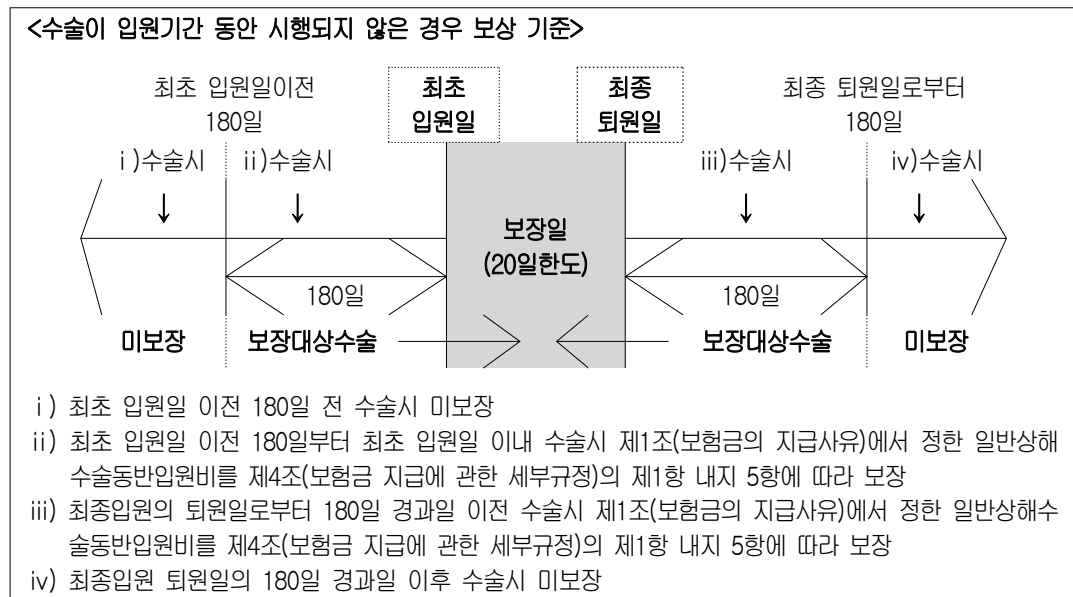 <수술이 입원기간 동안 시행되지 않은 경우 보상 기준>
최초 입원일이전
180일
최초
입원일
최종
퇴원일
최종 퇴원일로부터
180일
ⅰ)수술시
ⅱ)수술시
ⅲ)수술시
ⅳ)수술시
보장일
(20일한도)
180일
180일
미보장
보장대상수술
보장대상수술
미보장
ⅰ) 최초 입원일 이전 180일 전 수술시 미보장
ⅱ) 최초 입원일 이전 180일부터 최초 입원일 이내 수술시 제1조(보험금의 지급사유)에서 정한 일반상해
수술동반입원비를 제4조(보험금 지급에 관한 세부규정)의 제1항 내지 5항에 따라 보장
ⅲ) 최종입원의 퇴원일로부터 180일 경과일 이전 수술시 제1조(보험금의 지급사유)에서 정한 일반상해수
술동반입원비를 제4조(보험금 지급에 관한 세부규정)의 제1항 내지 5항에 따라 보장
ⅳ) 최종입원 퇴원일의 180일 경과일 이후 수술시 미보장